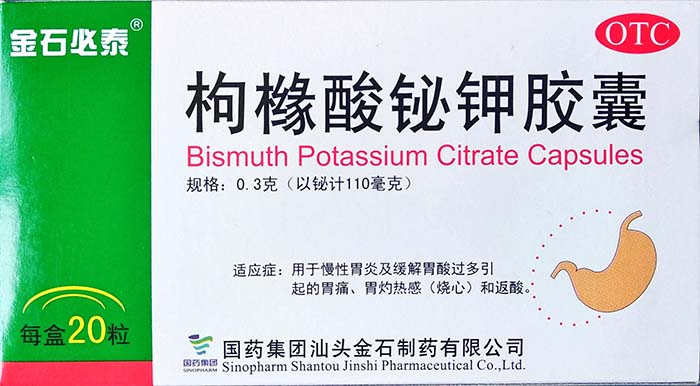 金石必泰®
OTC
枸橼酸铋钾胶囊
Bismuth Potassium Citrate Capsules
规格：0.3克（以铋计110毫克）
适应症：用于慢性胃炎及缓解胃酸过多引
起的胃痛、胃灼热感（烧心）和返酸。
每盒20粒
国药集团
SINOPHARM
国药集团汕头金石制药有限公司
Sinopharm Shantou Jinshi Pharmaceutical Co.,Ltd.